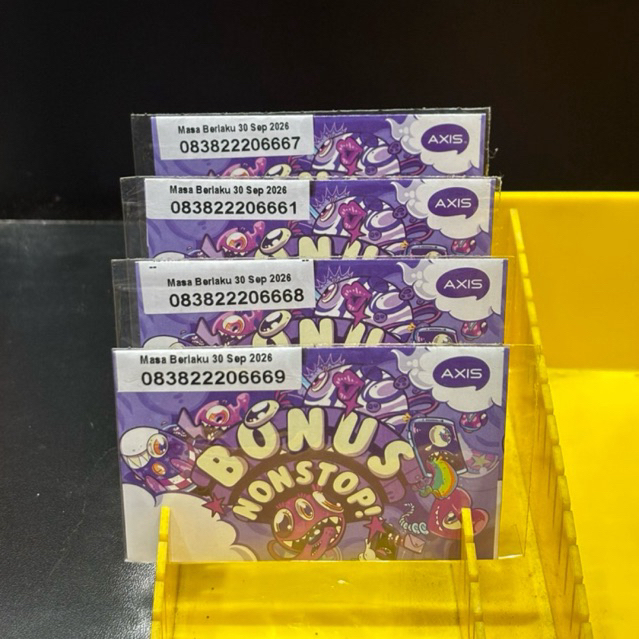 Masa Berlaku 30 Sep 2026
083822206667
AXIS
Masa Berlaku 30 Sep 2026
083822206661
AXIS
Masa Berlaku 30 Sep 2026
083822206668
AXIS
Masa Berlaku 30 Sep 2026
083822206669
AXIS
BONUS
NONSTOP!